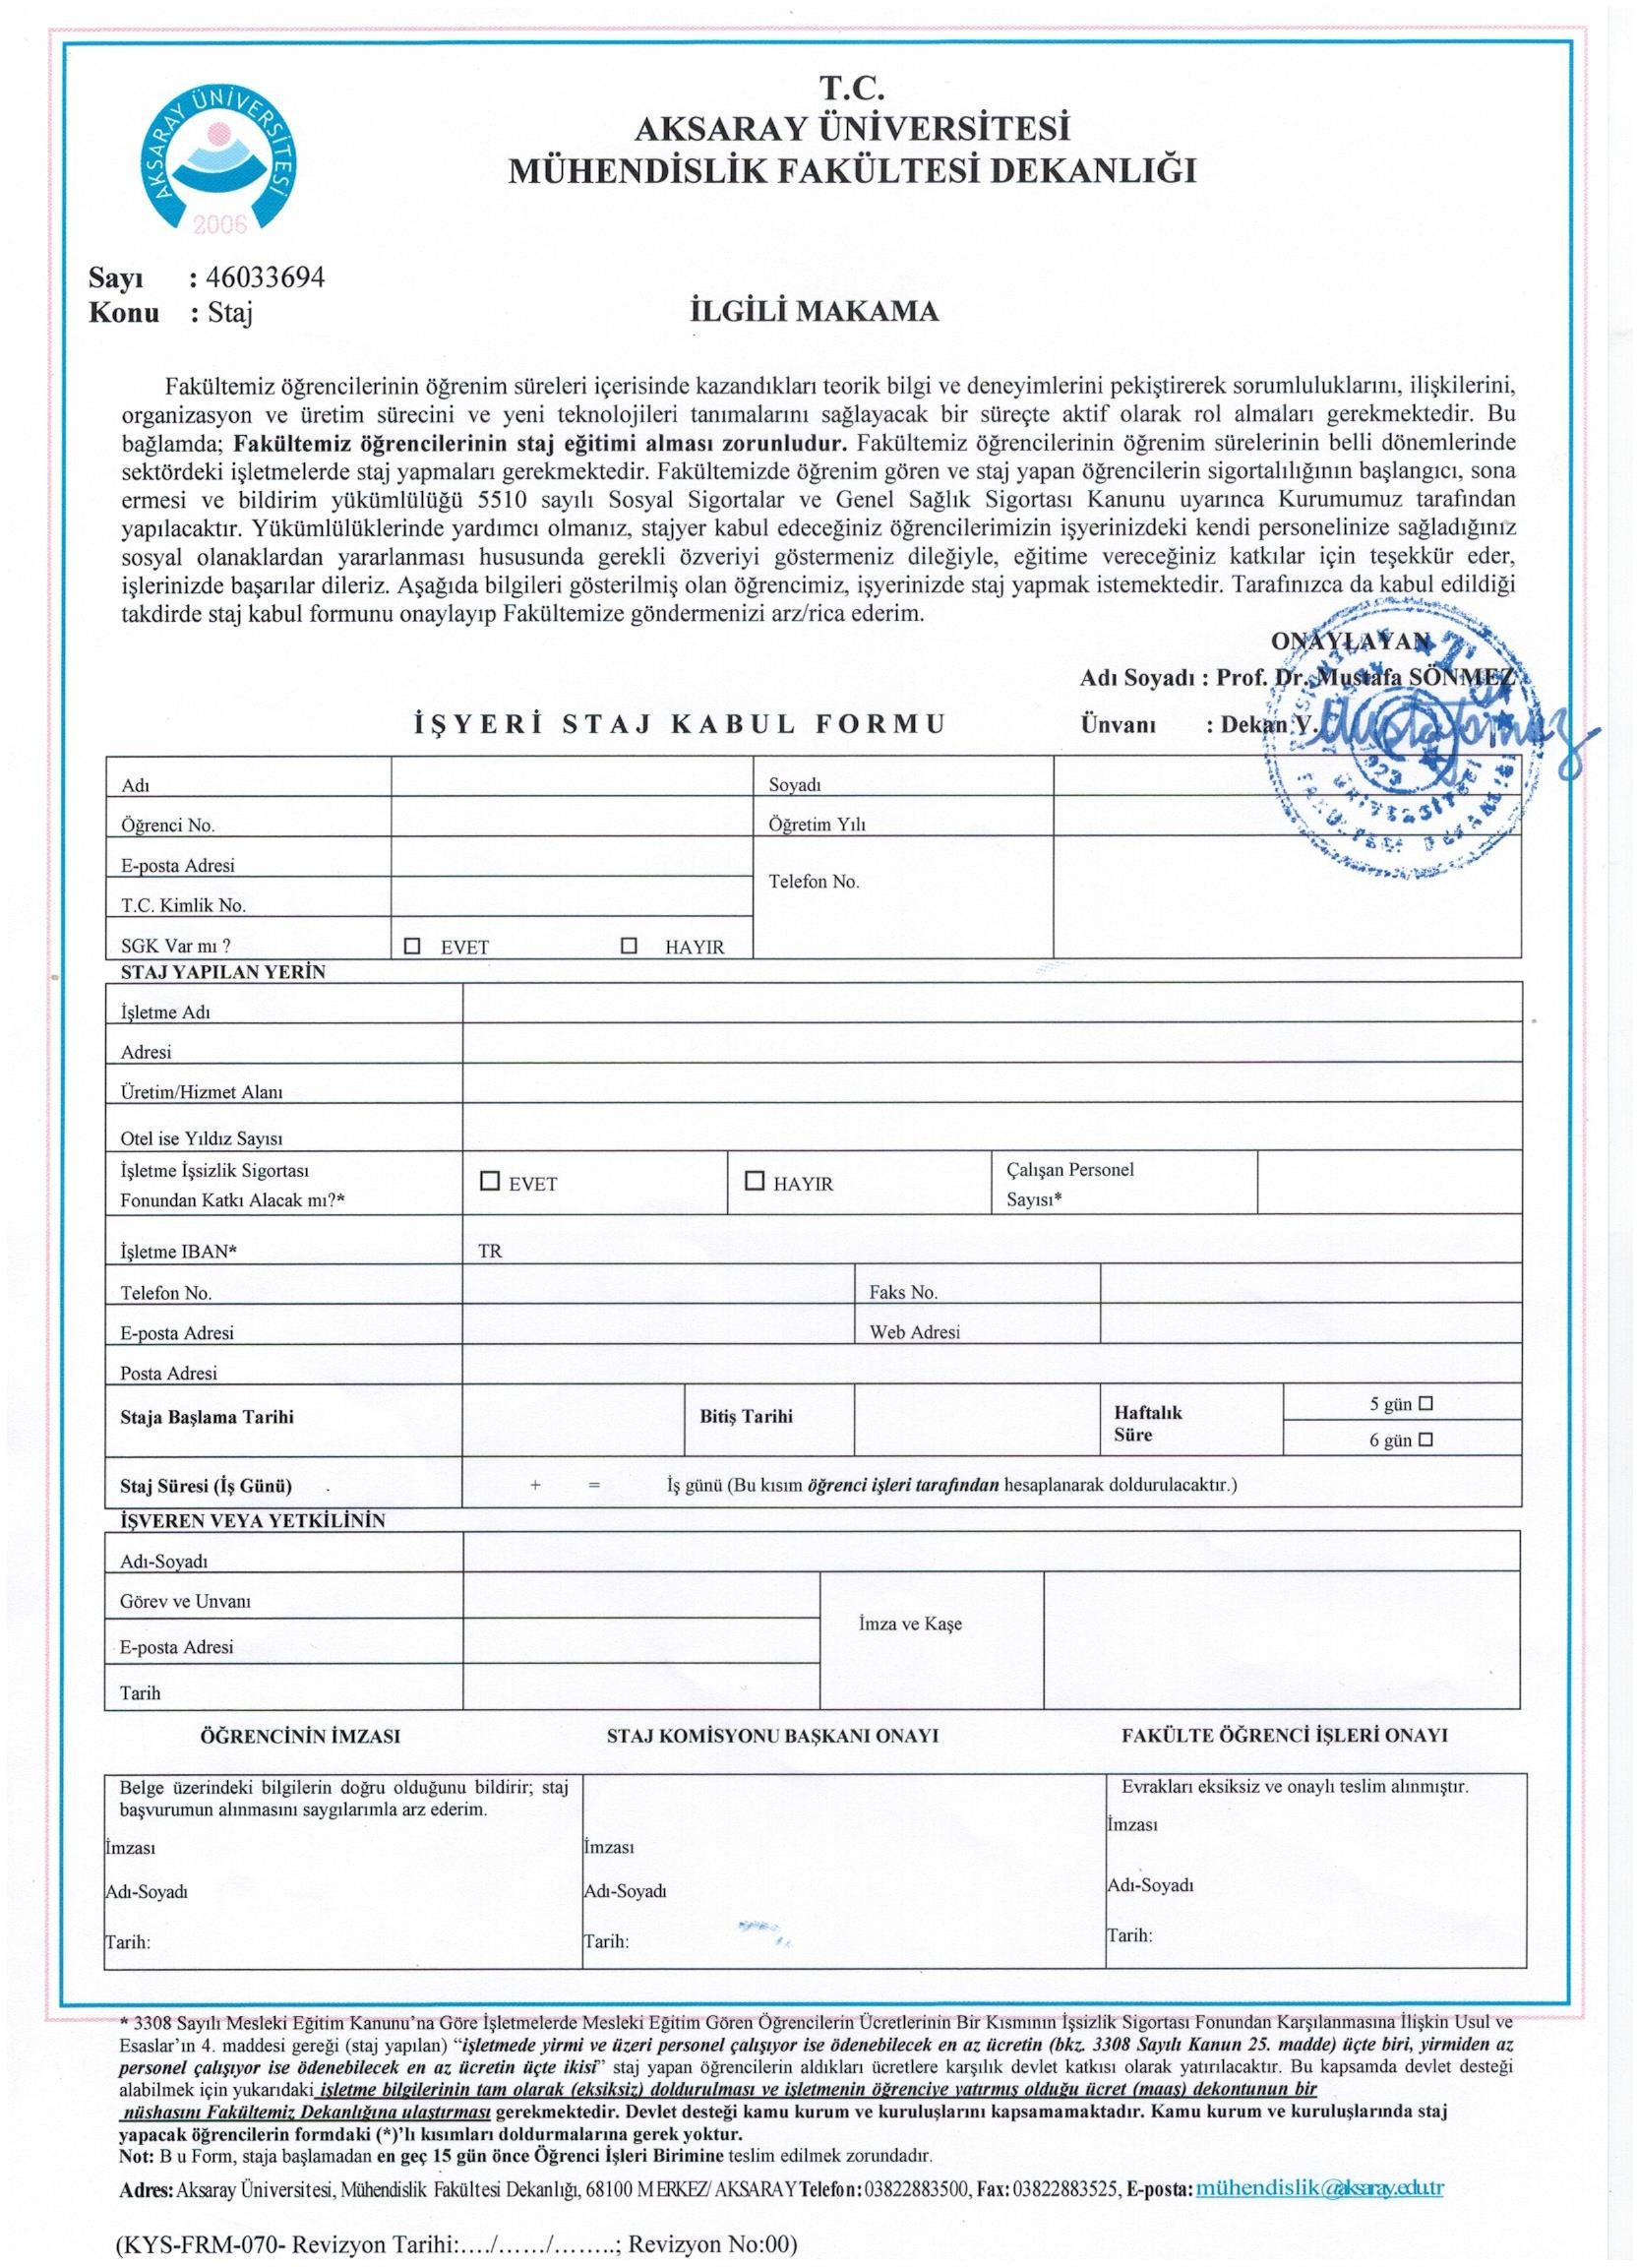 AKSARAY ÜNİVERSİTESİ
2006
T.C.
AKSARAY ÜNİVERSİTESİ
MÜHENDİSLİK FAKÜLTESİ DEKANLIĞI
Sayı : 46033694
Konu : Staj
İLGİLİ MAKAMA
Fakültemiz öğrencilerinin öğrenim süreleri içerisinde kazandıkları teorik bilgi ve deneyimlerini pekiştirerek sorumluluklarını, ilişkilerini,
organizasyon ve üretim sürecini ve yeni teknolojileri tanımalarını sağlayacak bir süreçte aktif olarak rol almaları gerekmektedir. Bu
bağlamda; Fakültemiz öğrencilerinin staj eğitimi alması zorunludur. Fakültemiz öğrencilerinin öğrenim sürelerinin belli dönemlerinde
sektördeki işletmelerde staj yapmaları gerekmektedir. Fakültemizde öğrenim gören ve staj yapan öğrencilerin sigortalılığının başlangıcı, sona
ermesi ve bildirim yükümlülüğü 5510 sayılı Sosyal Sigortalar ve Genel Sağlık Sigortası Kanunu uyarınca Kurumumuz tarafından
yapılacaktır. Yükümlülüklerinde yardımcı olmanız, stajyer kabul edeceğiniz öğrencilerimizin işyerinizdeki kendi personelinize sağladığınız
sosyal olanaklardan yararlanması hususunda gerekli özveriyi göstermeniz dileğiyle, eğitime vereceğiniz katkılar için teşekkür eder,
işlerinizde başarılar dileriz. Aşağıda bilgileri gösterilmiş olan öğrencimiz, işyerinizde staj yapmak istemektedir. Tarafınızca da kabul edildiği
takdirde staj kabul formunu onaylayıp Fakültemize göndermenizi arz/rica ederim.
ONAYLAYAN
Adı Soyadı : Prof. Dr. Mustafa SÖNMEZ
İŞYERİ STAJ KABUL FORMU Ünvanı : Dekan V.
Adı Soyadı
Öğrenci No. Öğretim Yılı
E-posta Adresi
Telefon No.
T.C. Kimlik No.
SGK Var mı ? ☐ EVET ☐ HAYIR
STAJ YAPILAN YERİN
İşletme Adı
Adresi
Üretim/Hizmet Alanı
Otel ise Yıldız Sayısı
İşletme İşsizlik Sigortası
Fonundan Katkı Alacak mı?* ☐ EVET ☐ HAYIR
Çalışan Personel
Sayısı*
İşletme IBAN* TR
Telefon No. Faks No.
E-posta Adresi Web Adresi
Posta Adresi
Staja Başlama Tarihi Bitiş Tarihi
Haftalık
Süre
5 gün ☐
6 gün ☐
Staj Süresi (İş Günü) + = İş günü (Bu kısım öğrenci işleri tarafından hesaplanarak doldurulacaktır.)
İŞVEREN VEYA YETKİLİNİN
Adı-Soyadı
Görev ve Unvanı
İmza ve Kaşe
E-posta Adresi
Tarih
ÖĞRENCİNİN İMZASI STAJ KOMİSYONU BAŞKANI ONAYI FAKÜLTE ÖĞRENCİ İŞLERİ ONAYI
Belge üzerindeki bilgilerin doğru olduğunu bildirir; staj
başvurumun alınmasını saygılarımla arz ederim.
İmzası
Adı-Soyadı
Tarih:
İmzası
Adı-Soyadı
Tarih:
Evrakları eksiksiz ve onaylı teslim alınmıştır.
İmzası
Adı-Soyadı
Tarih:
* 3308 Sayılı Mesleki Eğitim Kanunu’na Göre İşletmelerde Mesleki Eğitim Gören Öğrencilerin Ücretlerinin Bir Kısmının İşsizlik Sigortası Fonundan Karşılanmasına İlişkin Usul ve
Esaslar’ın 4. maddesi gereği (staj yapılan) “işletmede yirmi ve üzeri personel çalışıyor ise ödenebilecek en az ücretin (bkz. 3308 Sayılı Kanun 25. madde) üçte biri, yirmiden az
personel çalışıyor ise ödenebilecek en az ücretin üçte ikisi” staj yapan öğrencilerin aldıkları ücretlere karşılık devlet katkısı olarak yatırılacaktır. Bu kapsamda devlet desteği
alabilmek için yukarıdaki işletme bilgilerinin tam olarak (eksiksiz) doldurulması ve işletmenin öğrenciye yatırmış olduğu ücret (maaş) dekontunun bir
nüshasını Fakültemiz Dekanlığına ulaştırması gerekmektedir. Devlet desteği kamu kurum ve kuruluşlarını kapsamamaktadır. Kamu kurum ve kuruluşlarında staj
yapacak öğrencilerin formdaki (*)’lı kısımları doldurmalarına gerek yoktur.
Not: B u Form, staja başlamadan en geç 15 gün önce Öğrenci İşleri Birimine teslim edilmek zorundadır.
Adres: Aksaray Üniversitesi, Mühendislik Fakültesi Dekanlığı, 68100 MERKEZ/ AKSARAY Telefon: 03822883500, Fax: 03822883525, E-posta: mühendislik@aksaray.edu.tr
(KYS-FRM-070- Revizyon Tarihi:…./……/……..; Revizyon No:00)